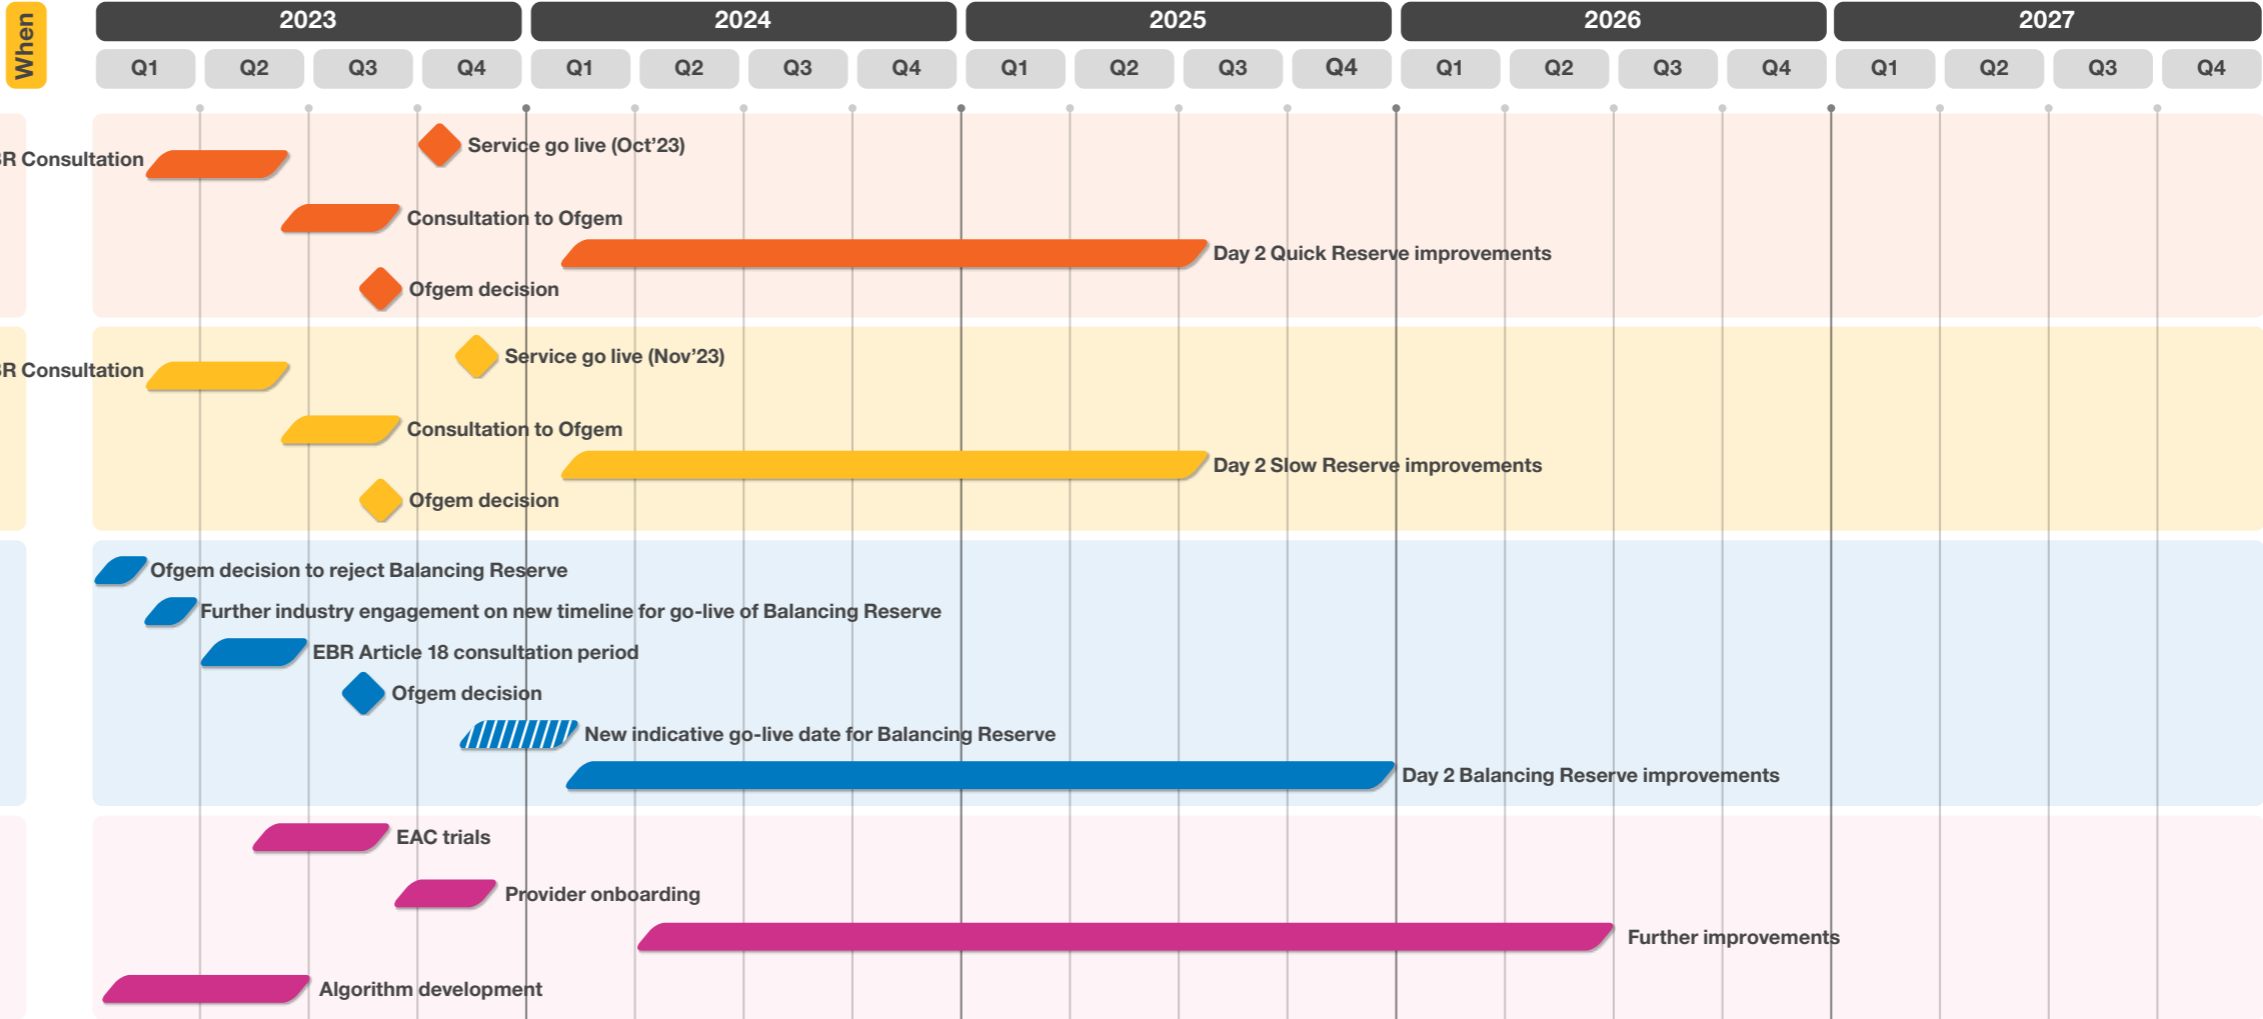 When
2023
2024
2025
2026
2027
Q1 Q2 Q3 Q4 Q1 Q2 Q3 Q4 Q1 Q2 Q3 Q4 Q1 Q2 Q3 Q4 Q1 Q2 Q3 Q4
Service go live (Oct’23)
R Consultation
Consultation to Ofgem
Day 2 Quick Reserve improvements
Ofgem decision
Service go live (Nov’23)
R Consultation
Consultation to Ofgem
Day 2 Slow Reserve improvements
Ofgem decision
Ofgem decision to reject Balancing Reserve
Further industry engagement on new timeline for go-live of Balancing Reserve
EBR Article 18 consultation period
Ofgem decision
New indicative go-live date for Balancing Reserve
Day 2 Balancing Reserve improvements
EAC trials
Provider onboarding
Further improvements
Algorithm development